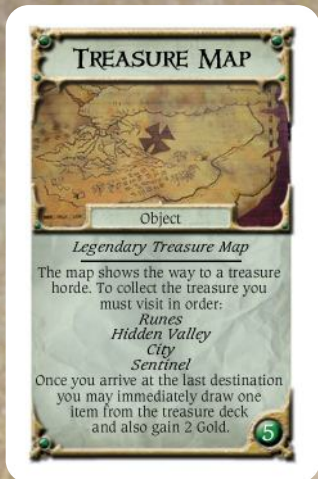 TREASURE MAP
Object
Legendary Treasure Map
The map shows the way to a treasure
horde. To collect the treasure you
must visit in order:
Runes
Hidden Valley
City
Sentinel
Once you arrive at the last destination
you may immediately draw one
item from the treasure deck
and also gain 2 Gold.
5